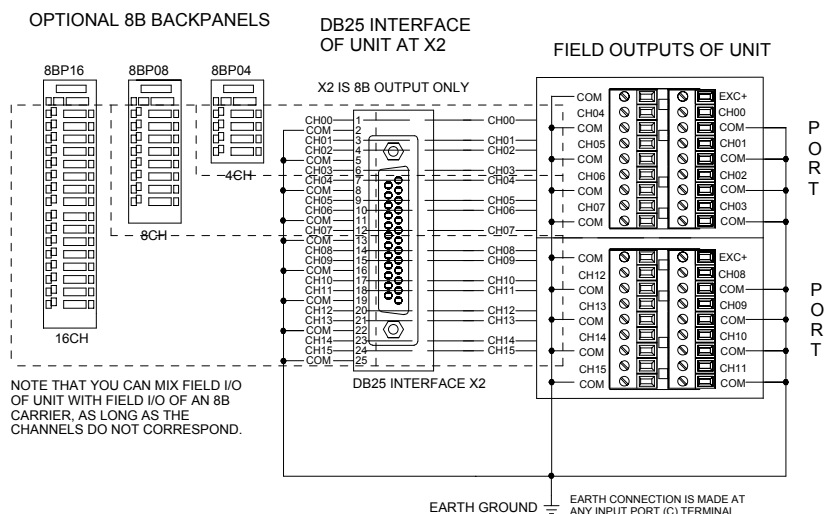 OPTIONAL 8B BACKPANELS
DB25 INTERFACE
OF UNIT AT X2
FIELD OUTPUTS OF UNIT
8BP16
8BP08
8BP04
X2 IS 8B OUTPUT ONLY
4CH
8CH
16CH
CH00 1 CH00
COM 2
CH01 3 CH01
CH02 4 CH02
COM 5
CH03 6 CH03
CH04 7 CH04
COM 8
CH05 9 CH05
CH06 10 CH06
COM 11
CH07 12 CH07
COM 13
CH08 14 CH08
CH09 15 CH09
COM 16
CH10 17 CH10
CH11 18 CH11
COM 19
CH12 20 CH12
CH13 21 CH13
COM 22
CH14 23 CH14
CH15 24 CH15
COM 25
DB25 INTERFACE X2
COM EXC+
CH04 CH00
COM COM
CH05 CH01
COM COM
CH06 CH02
COM COM
CH07 CH03
COM COM
PORT
COM EXC+
CH12 CH08
COM COM
CH13 CH09
COM COM
CH14 CH10
COM COM
CH15 CH11
COM COM
PORT
NOTE THAT YOU CAN MIX FIELD I/O
OF UNIT WITH FIELD I/O OF AN 8B
CARRIER, AS LONG AS THE
CHANNELS DO NOT CORRESPOND.
EARTH GROUND
EARTH CONNECTION IS MADE AT
ANY INPUT PORT (C) TERMINAL